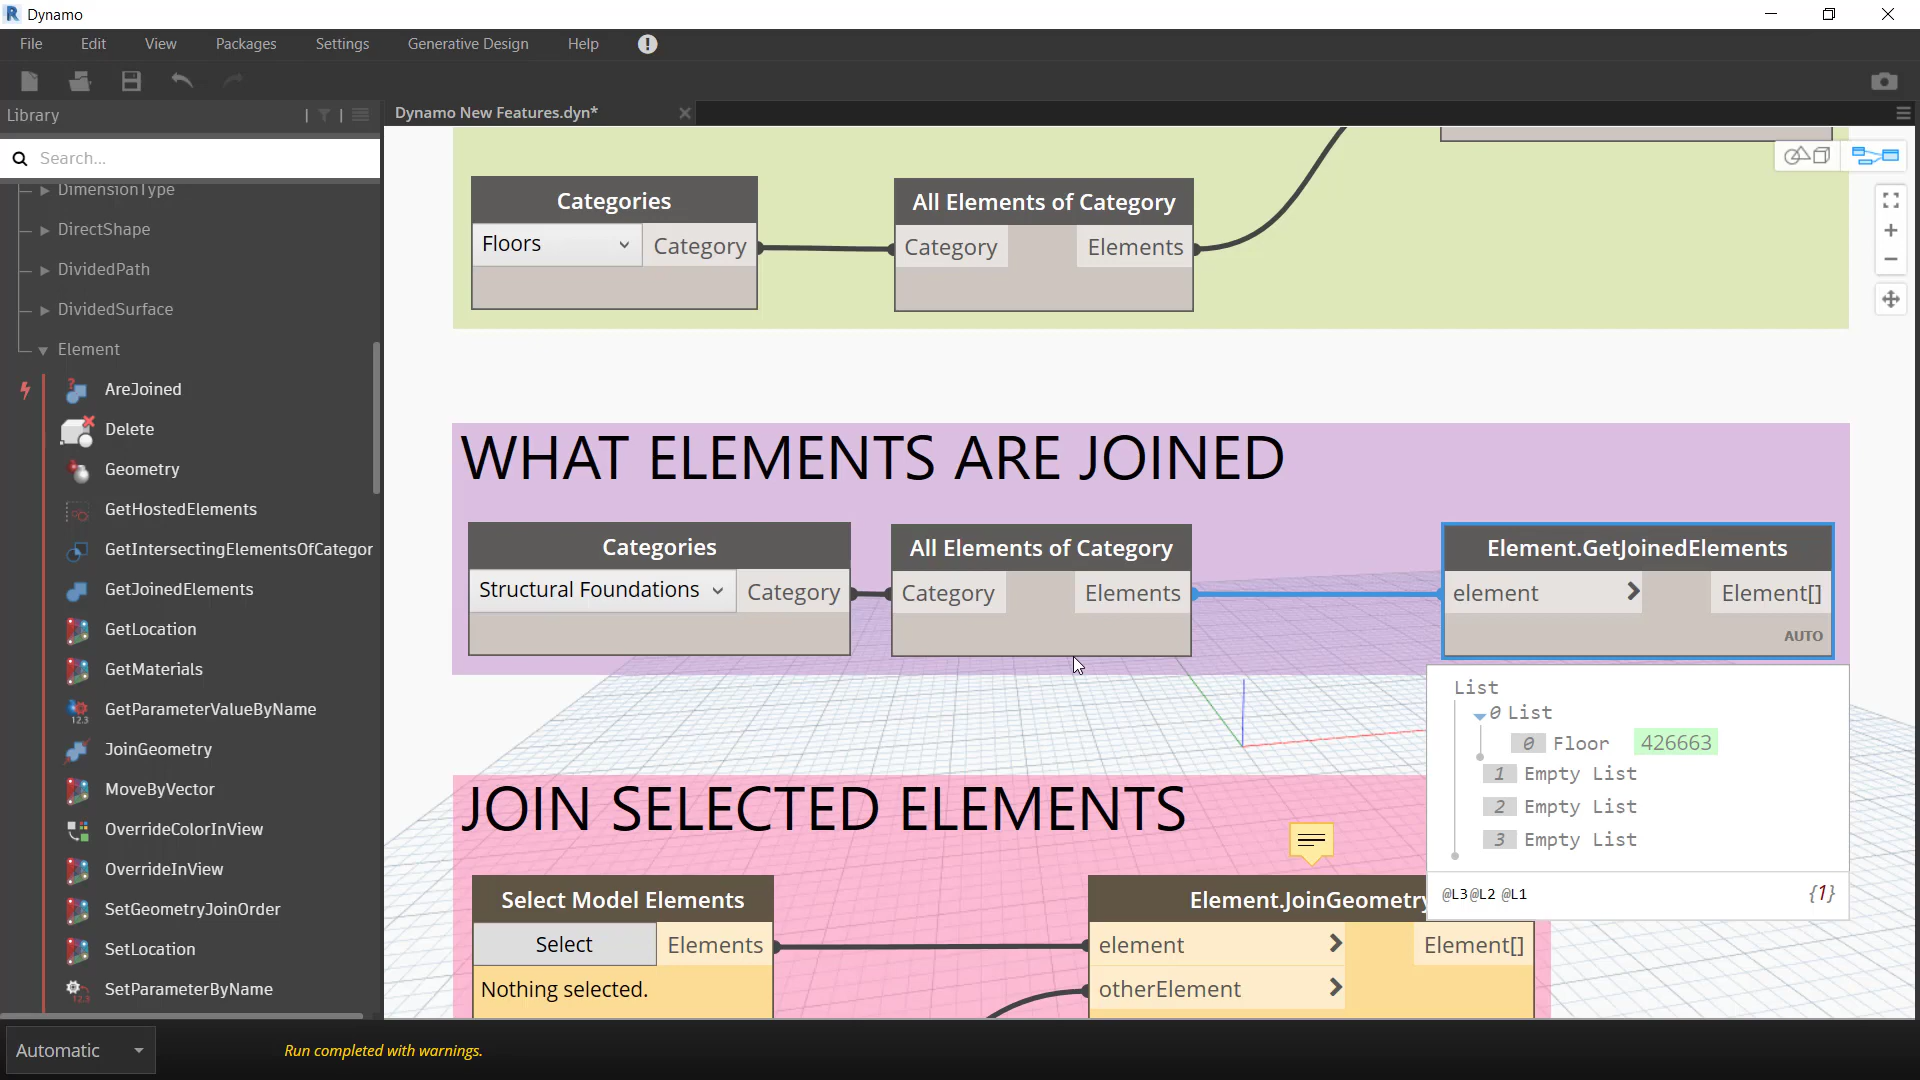 Dynamo
File Edit View Packages Settings Generative Design Help
Library
Dynamo New Features.dyn*
Search...
DimensionType
DirectShape
DividedPath
DividedSurface
Element
AreJoined
Delete
Geometry
GetHostedElements
GetIntersectingElementsOfCategor
GetJoinedElements
GetLocation
GetMaterials
GetParameterValueByName
JoinGeometry
MoveByVector
OverrideColorInView
OverrideInView
SetGeometryJoinOrder
SetLocation
SetParameterByName
Categories
Floors
Category
All Elements of Category
Category
Elements
WHAT ELEMENTS ARE JOINED
Categories
Structural Foundations
Category
All Elements of Category
Category
Elements
Element.GetJoinedElements
element
Element[]
AUTO
List
0 List
0 Floor 426663
1 Empty List
2 Empty List
3 Empty List
@L3@L2 @L1
{1}
JOIN SELECTED ELEMENTS
Select Model Elements
Select
Elements
Nothing selected.
Element.JoinGeometry
element
Element[]
otherElement
Automatic
Run completed with warnings.